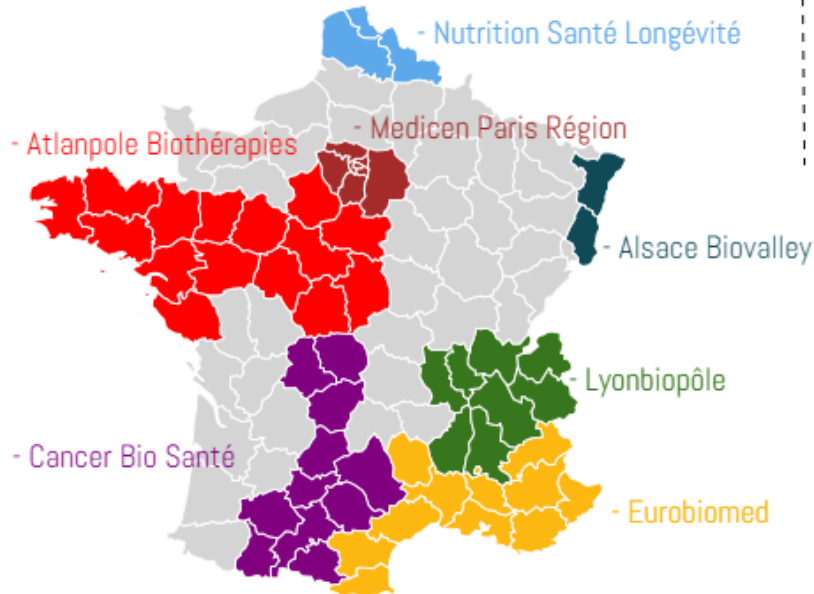 - Nutrition Santé Longévité
- Medicen Paris Région
- Atlanpole Biothérapies
- Alsace Biovalley
- Lyonbiopôle
- Cancer Bio Santé
- Eurobiomed